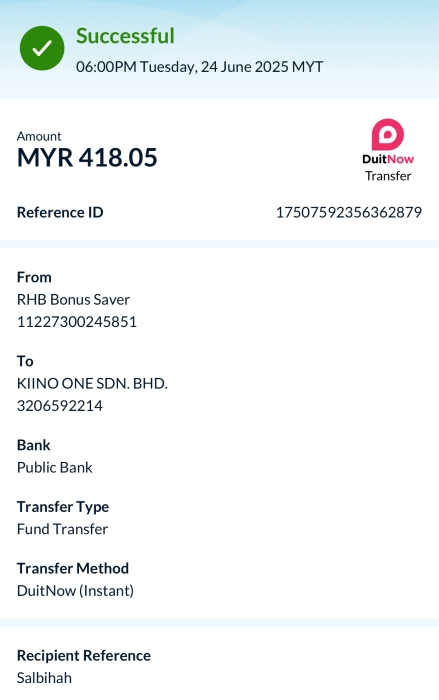 Successful
06:00PM Tuesday, 24 June 2025 MYT
Amount
MYR 418.05
DuitNow
Transfer
Reference ID 17507592356362879
From
RHB Bonus Saver
11227300245851
To
KIINO ONE SDN. BHD.
3206592214
Bank
Public Bank
Transfer Type
Fund Transfer
Transfer Method
DuitNow (Instant)
Recipient Reference
Salbihah